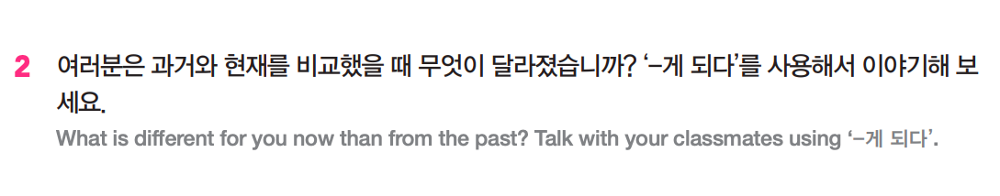 2 여러분은 과거와 현재를 비교했을 때 무엇이 달라졌습니까? ‘–게 되다’를 사용해서 이야기해 보
세요.
What is different for you now than from the past? Talk with your classmates using ‘–게 되다’.